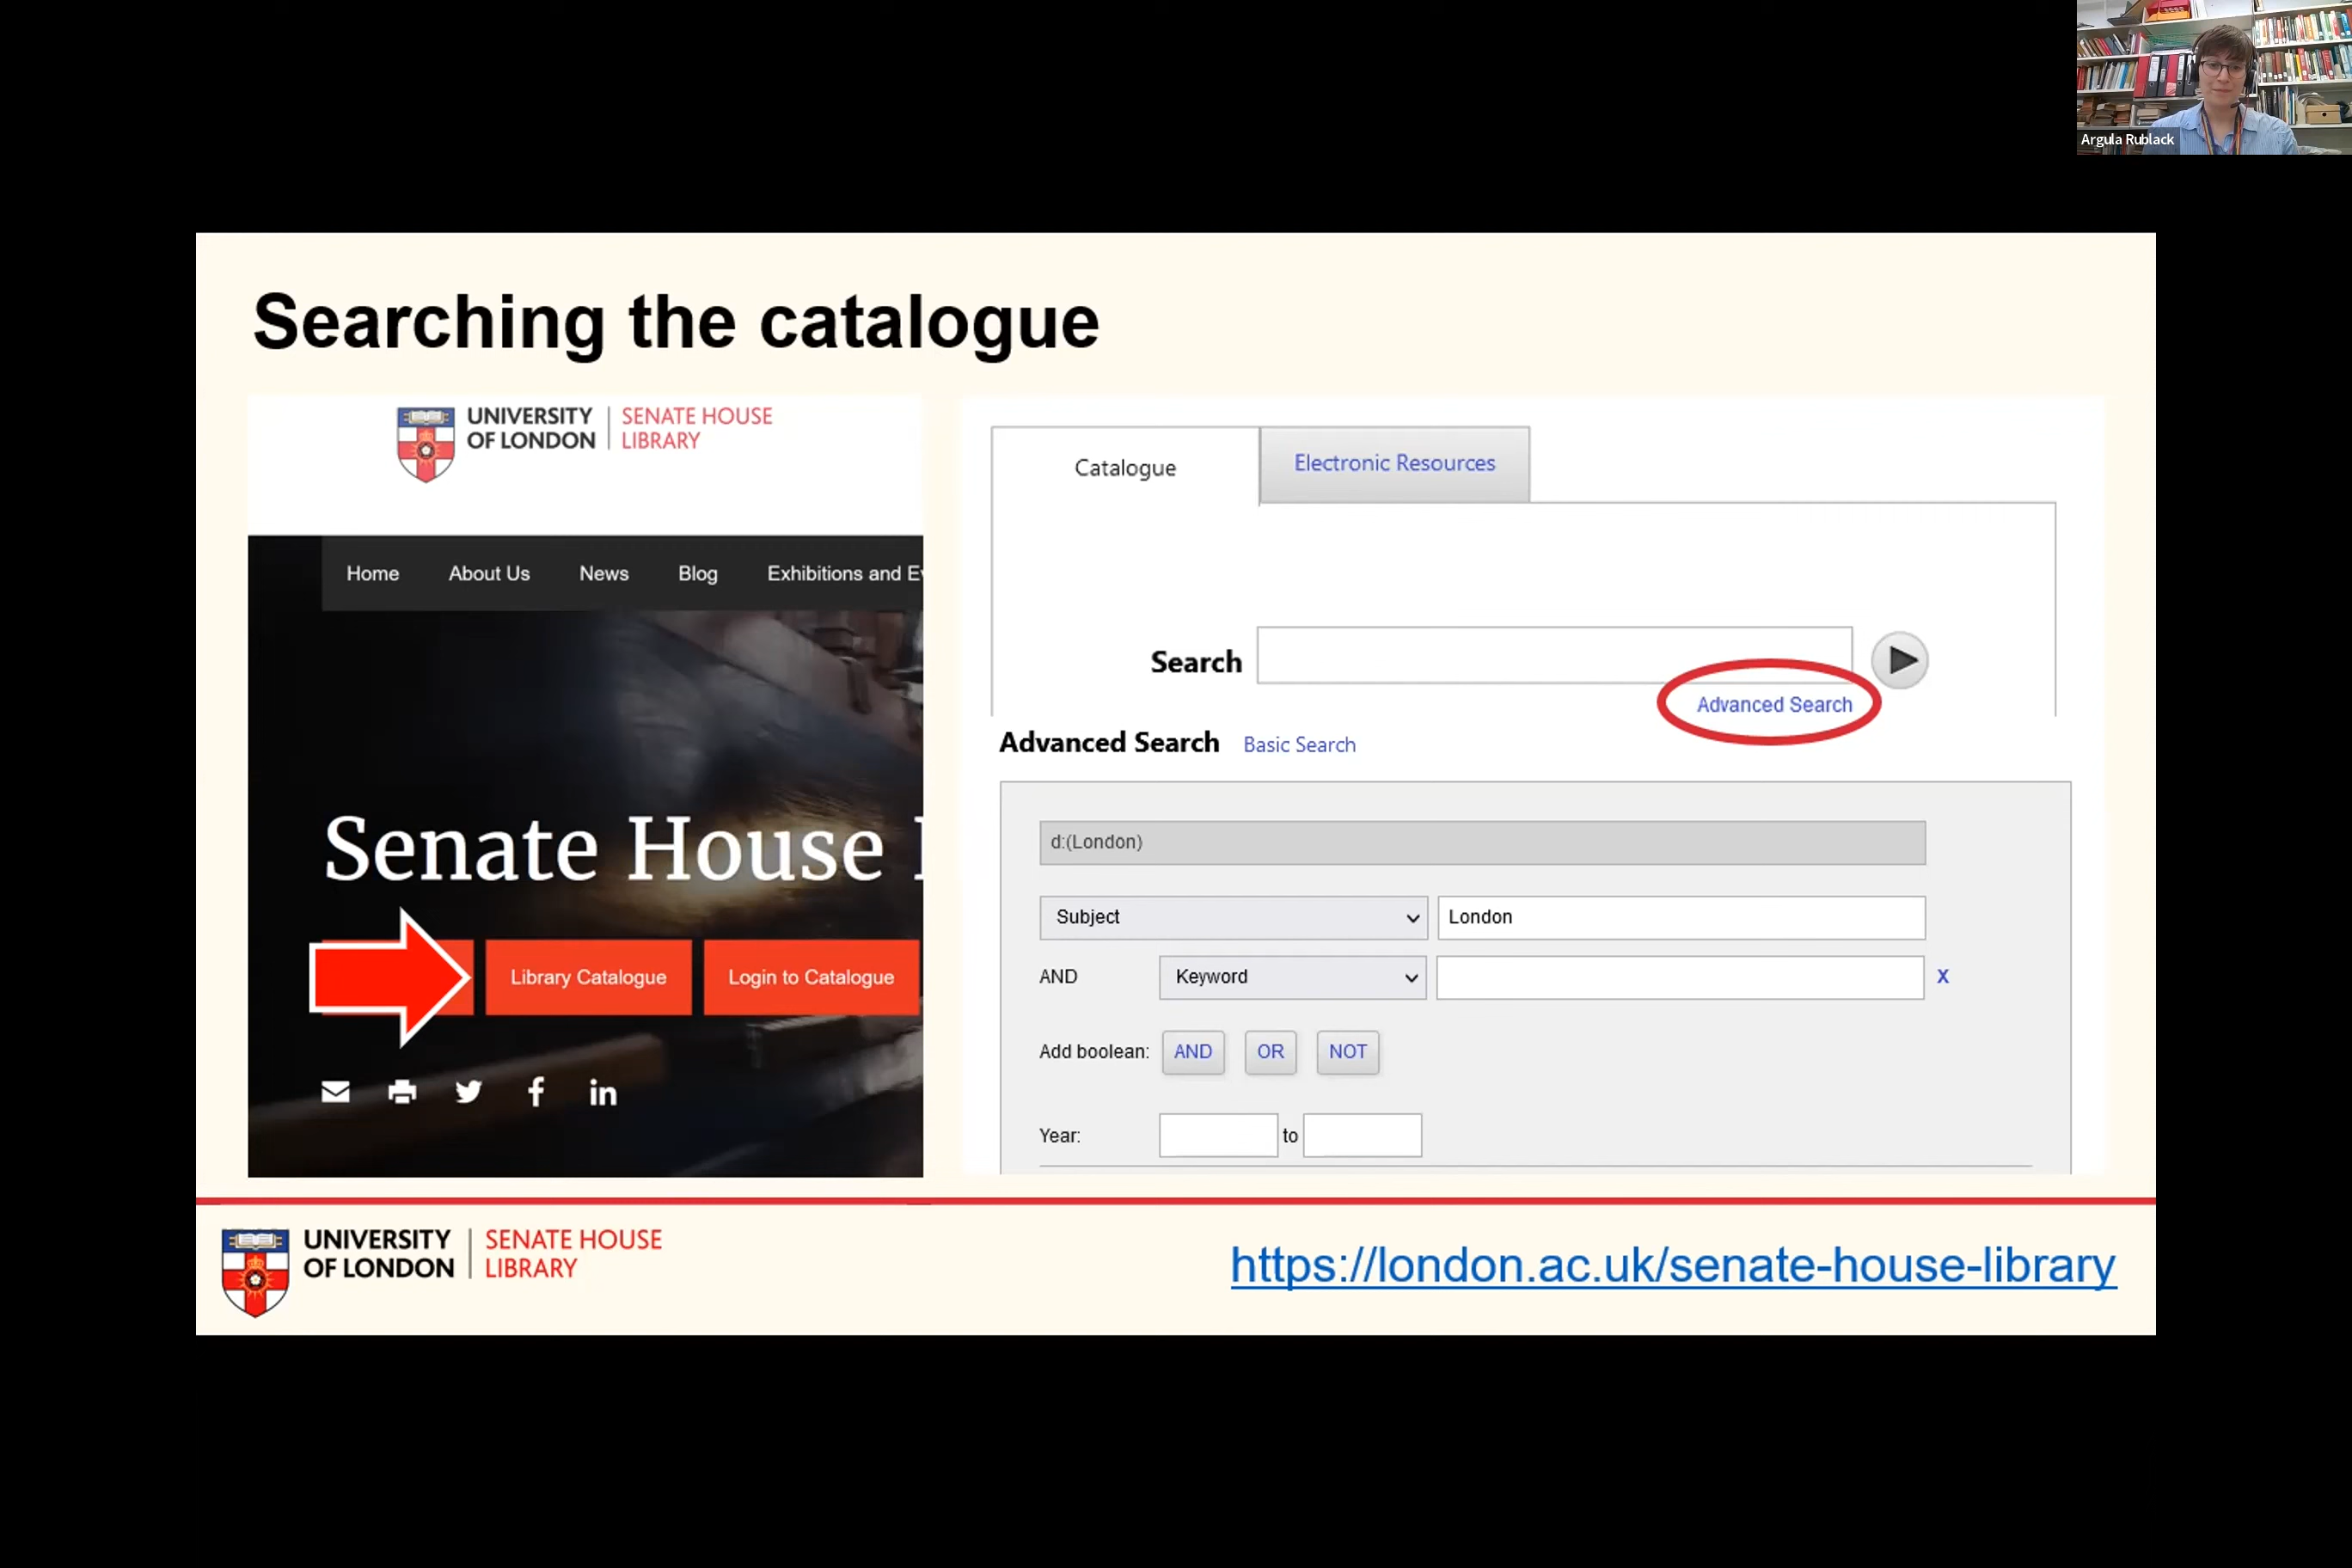 Argula Rublack
Searching the catalogue
UNIVERSITY
OF LONDON
SENATE HOUSE
LIBRARY
Home About Us News Blog Exhibitions and Ev
Senate House
Library Catalogue Login to Catalogue
Catalogue Electronic Resources
Search
Advanced Search
Advanced Search Basic Search
d:(London)
Subject London
AND Keyword X
Add boolean: AND OR NOT
Year: to
UNIVERSITY
OF LONDON
SENATE HOUSE
LIBRARY
https://london.ac.uk/senate-house-library